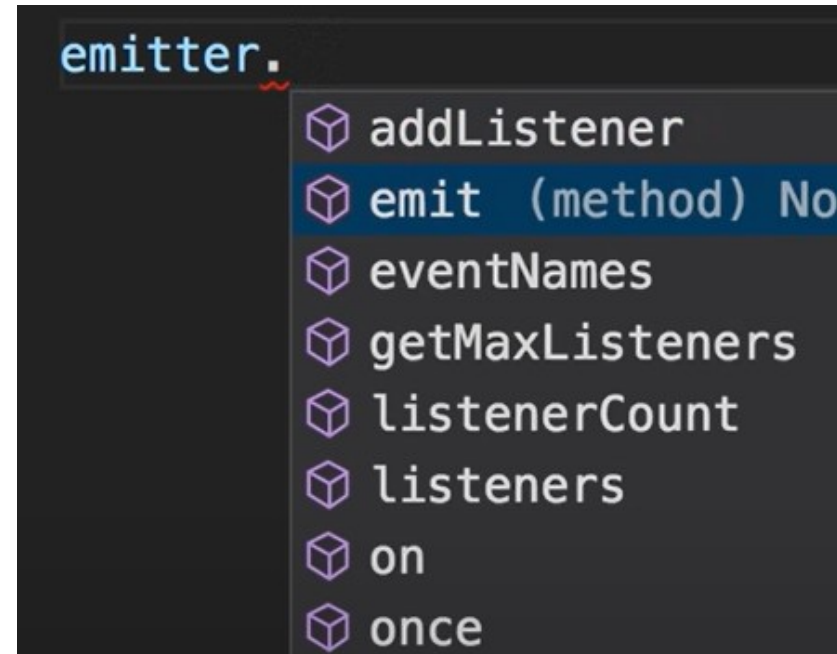 emitter.
addListener
emit (method) No
eventNames
getMaxListeners
listenerCount
listeners
on
once